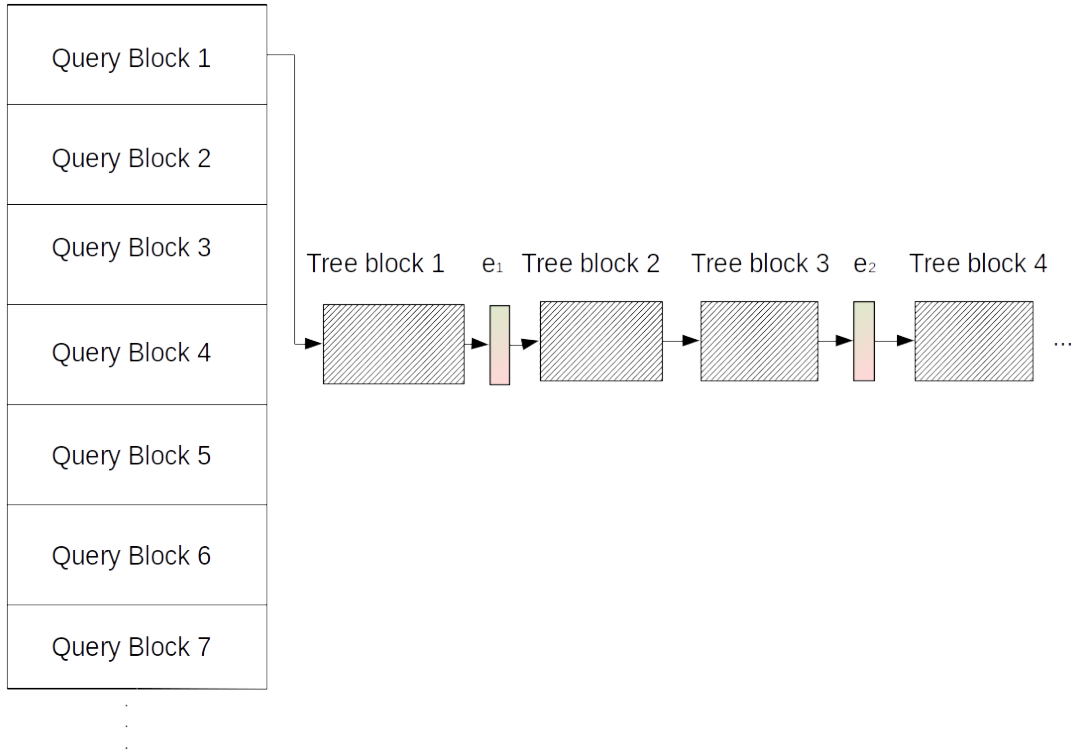 Query Block 1
Query Block 2
Query Block 3
Query Block 4
Query Block 5
Query Block 6
Query Block 7
.
.
.
Tree block 1 e₁ Tree block 2 Tree block 3 e₂ Tree block 4
...